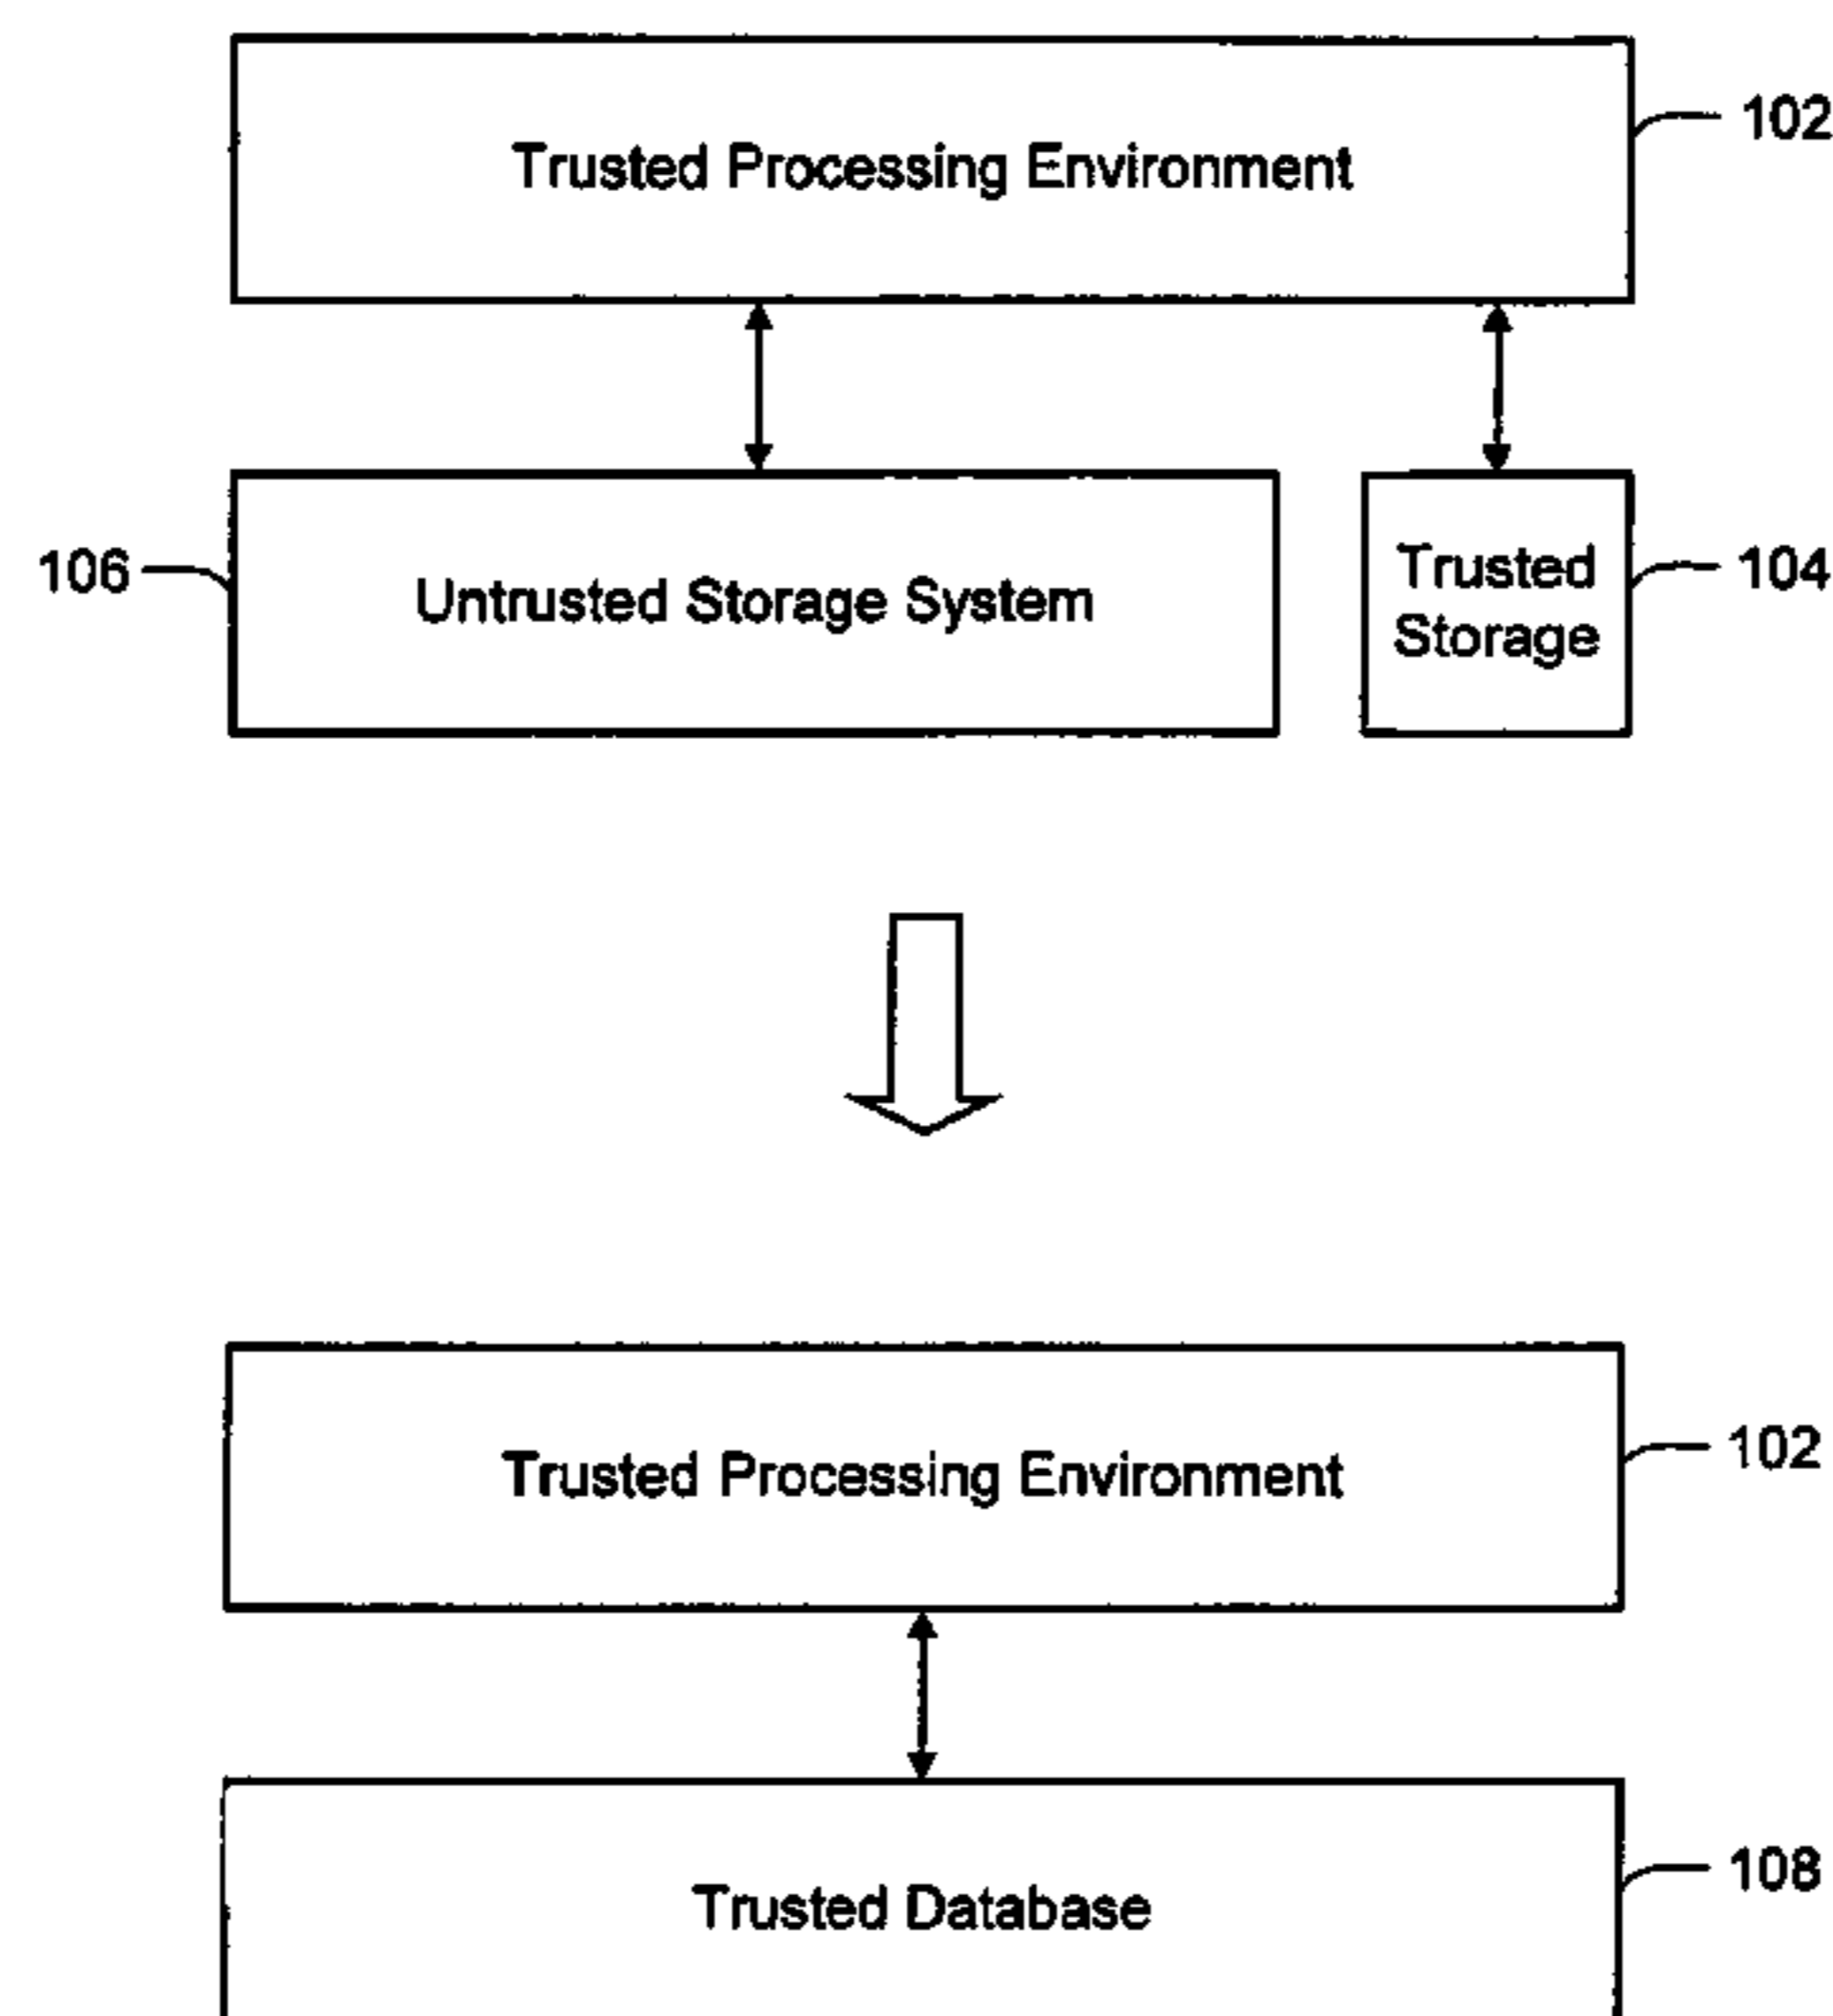 Trusted Processing Environment
102
106
Untrusted Storage System
Trusted
Storage
104
Trusted Processing Environment
102
Trusted Database
108